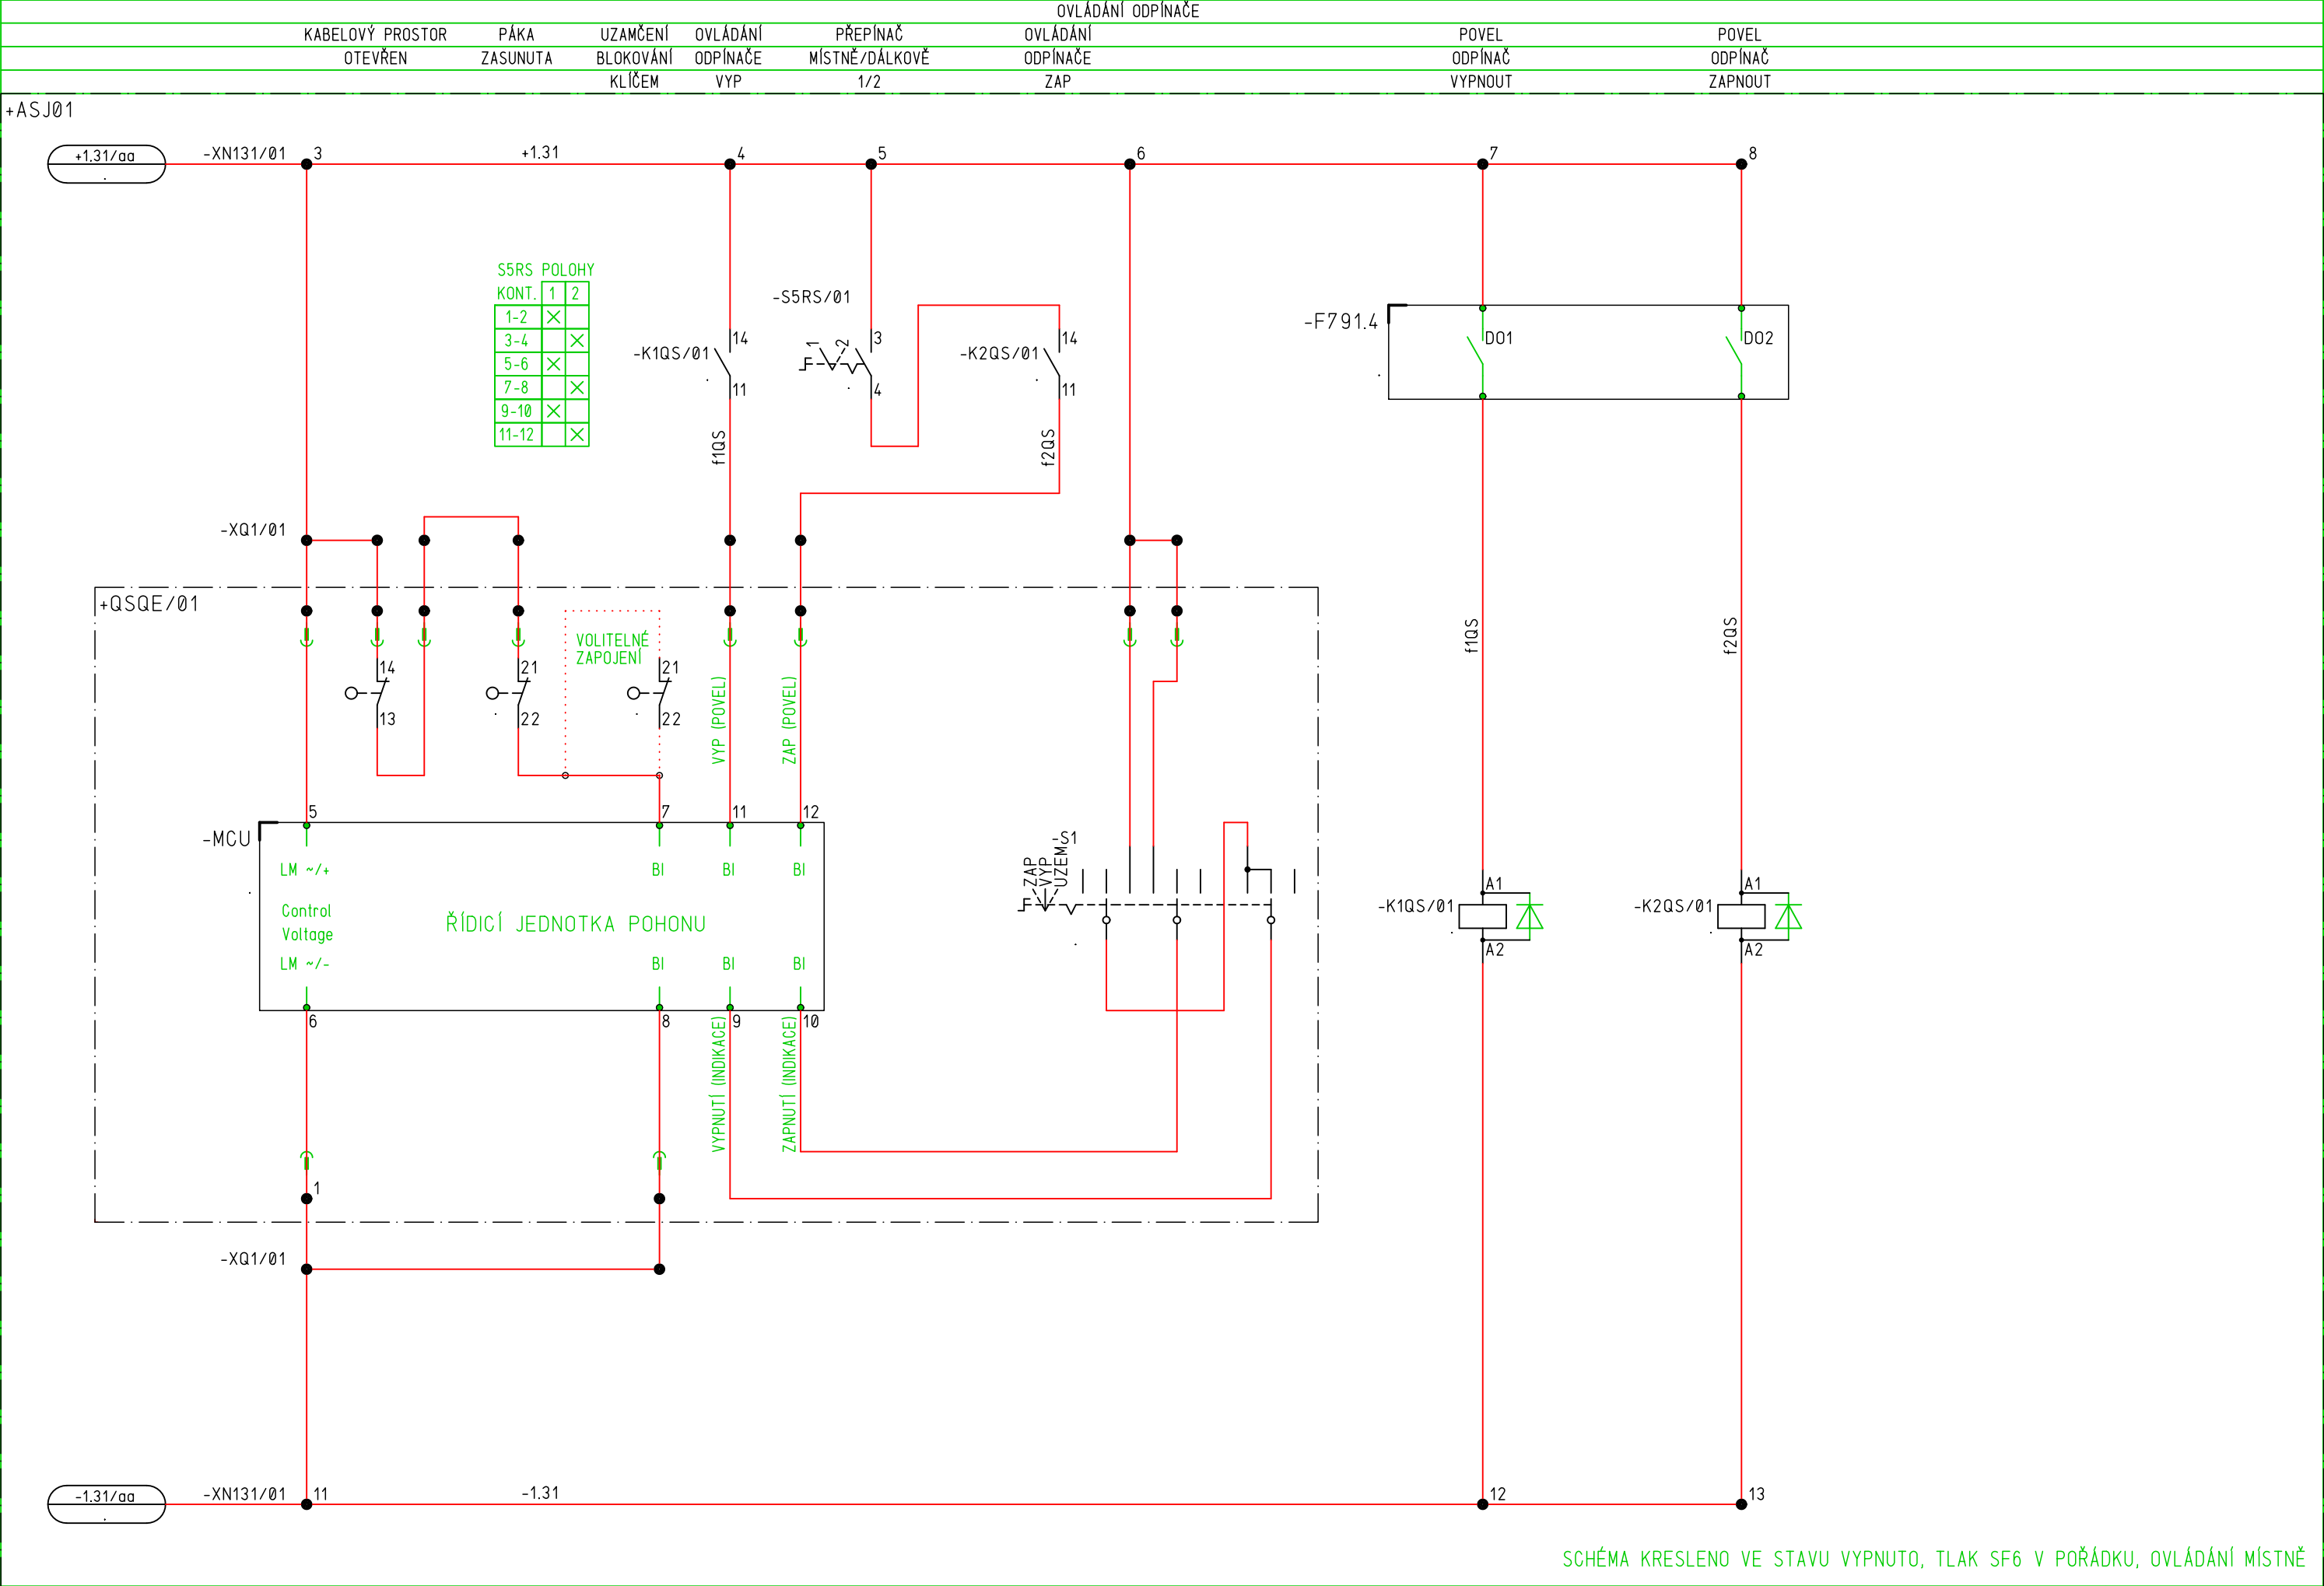 OVLÁDÁNÍ ODPÍNAČE
KABELOVÝ PROSTOR PÁKA UZAMČENÍ OVLÁDÁNÍ PŘEPÍNAČ OVLÁDÁNÍ POVEL POVEL
OTEVŘEN ZASUNUTA BLOKOVÁNÍ ODPÍNAČE MÍSTNĚ/DÁLKOVĚ ODPÍNAČE ODPÍNAČ ODPÍNAČ
KLÍČEM VYP 1/2 ZAP VYPNOUT ZAPNOUT
+ASJ01
+1.31/aa -XN131/01 3 +1.31 4 5 6 7 8
S5RS POLOHY
KONT. 1 2
1-2 X
3-4 X
5-6 X
7-8 X
9-10 X
11-12 X
-K1QS/01 14 11
f1QS
-S5RS/01
1 2 3 4
-K2QS/01 14 11
f2QS
-F791.4 DO1 DO2
-XQ1/01
+QSQE/01
VOLITELNÉ
ZAPOJENÍ
14 21 21
13 22 22
VYP (POVEL)
ZAP (POVEL)
f1QS
f2QS
5 7 11 12
-MCU
LM ~/+ BI BI BI
Control
Voltage
ŘÍDICÍ JEDNOTKA POHONU
LM ~/- BI BI BI
6 8 9 10
VYPNUTÍ (INDIKACE)
ZAPNUTÍ (INDIKACE)
-S1
ZAP
VYP
UZEM
-K1QS/01 A1 A2
-K2QS/01 A1 A2
1
-XQ1/01
-1.31/aa -XN131/01 11 -1.31 12 13
SCHÉMA KRESLENO VE STAVU VYPNUTO, TLAK SF6 V POŘÁDKU, OVLÁDÁNÍ MÍSTNĚ